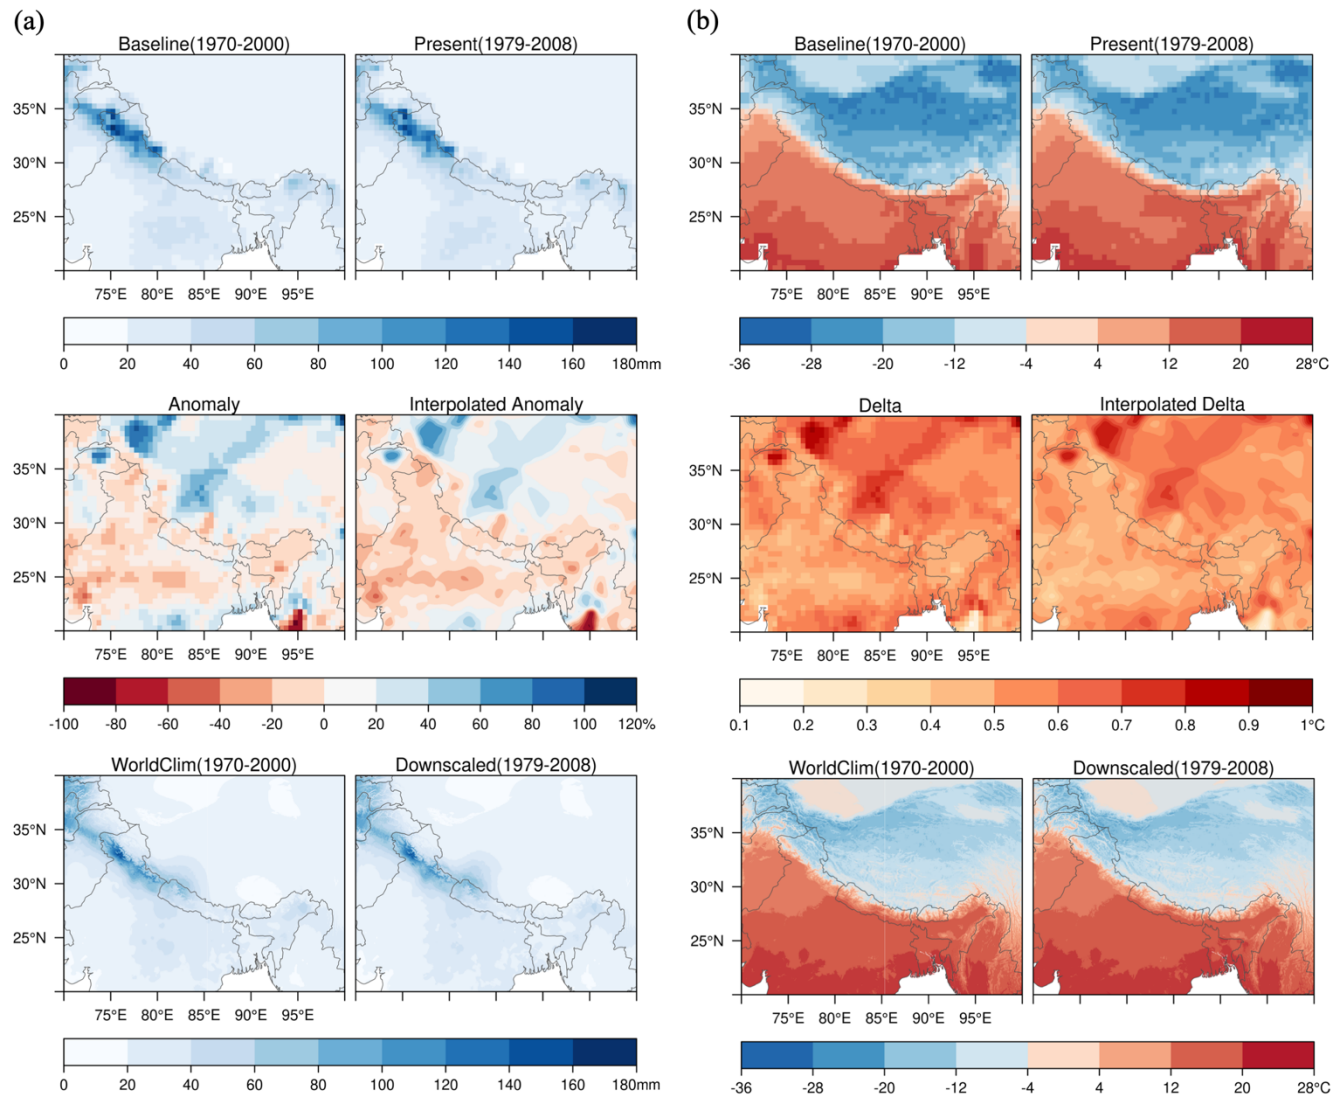 (a)
(b)
Baseline(1970-2000)
Present(1979-2008)
Baseline(1970-2000)
Present(1979-2008)
35°N
30°N
25°N
75°E 80°E 85°E 90°E 95°E
35°N
30°N
25°N
75°E 80°E 85°E 90°E 95°E
0 20 40 60 80 100 120 140 160 180mm
-36 -28 -20 -12 -4 4 12 20 28°C
Anomaly
Interpolated Anomaly
Delta
Interpolated Delta
35°N
30°N
25°N
75°E 80°E 85°E 90°E 95°E
35°N
30°N
25°N
75°E 80°E 85°E 90°E 95°E
-100 -80 -60 -40 -20 0 20 40 60 80 100 120%
0.1 0.2 0.3 0.4 0.5 0.6 0.7 0.8 0.9 1°C
WorldClim(1970-2000)
Downscaled(1979-2008)
WorldClim(1970-2000)
Downscaled(1979-2008)
35°N
30°N
25°N
75°E 80°E 85°E 90°E 95°E
35°N
30°N
25°N
75°E 80°E 85°E 90°E 95°E
0 20 40 60 80 100 120 140 160 180mm
-36 -28 -20 -12 -4 4 12 20 28°C